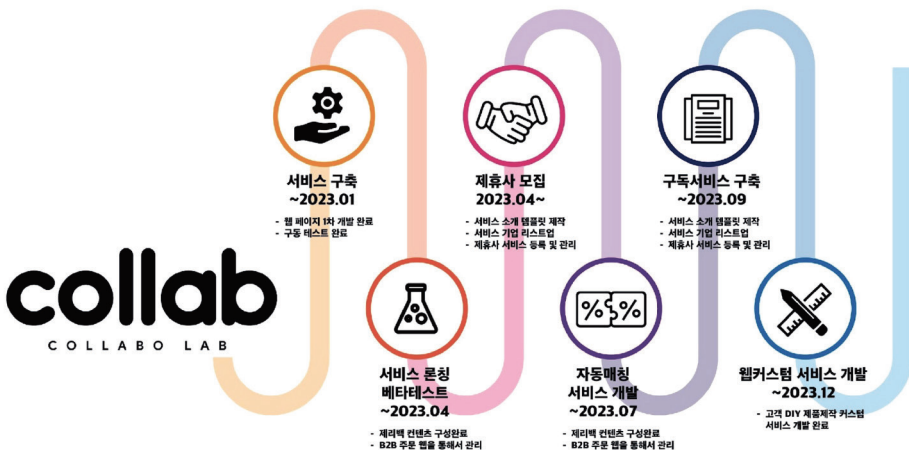 collab
COLLABO LAB
서비스 구축
~2023.01
- 웹 페이지 1차 개발 완료
- 구동 테스트 완료
서비스 론칭
베타테스트
~2023.04
- 제리백 컨텐츠 구성완료
- B2B 주문 웹을 통해서 관리
제휴사 모집
2023.04~
- 서비스 소개 템플릿 제작
- 서비스 기업 리스트업
- 제휴사 서비스 등록 및 관리
%
%
자동매칭
서비스 개발
~2023.07
- 제리백 컨텐츠 구성완료
- B2B 주문 웹을 통해서 관리
구독서비스 구축
~2023.09
- 서비스 소개 템플릿 제작
- 서비스 기업 리스트업
- 제휴사 서비스 등록 및 관리
웹커스텀 서비스 개발
~2023.12
- 고객 DIY 제품제작 커스텀
서비스 개발 완료